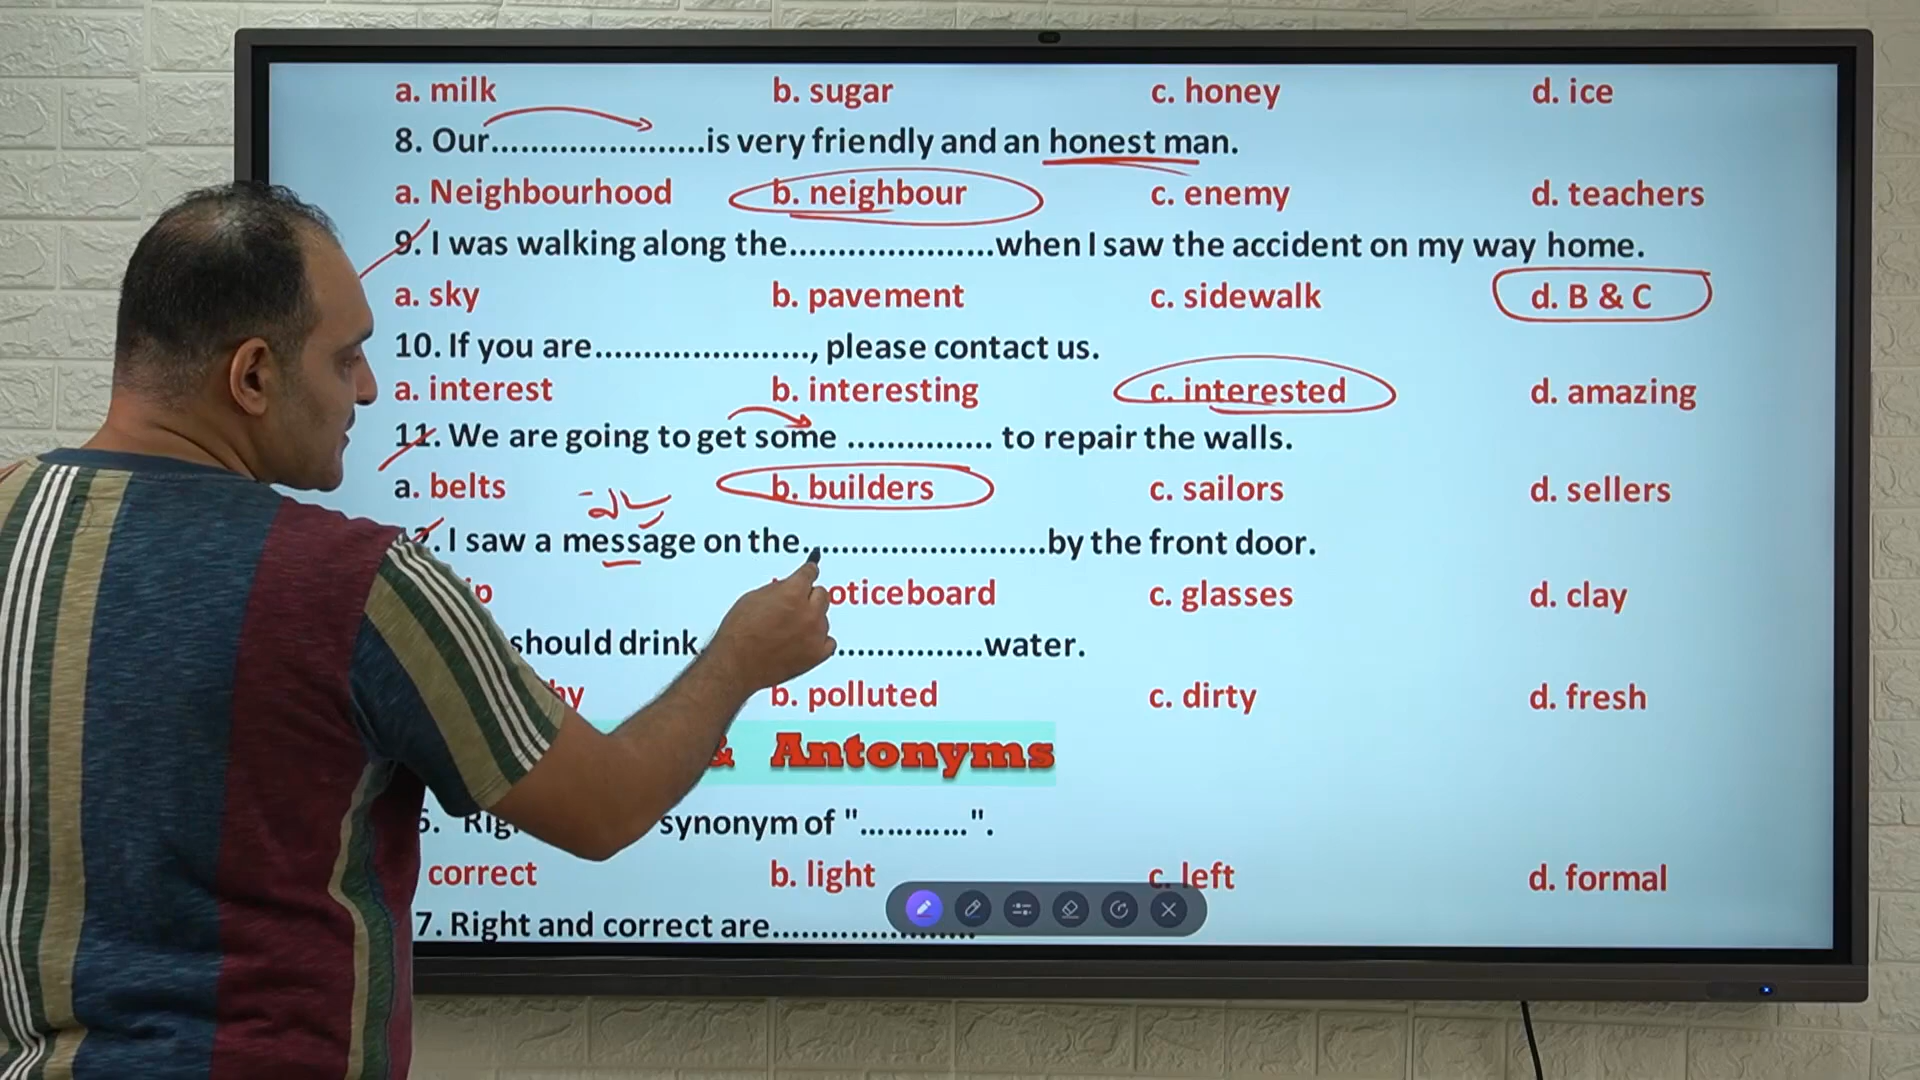 a. milk b. sugar c. honey d. ice
8. Our.....................is very friendly and an honest man.
a. Neighbourhood b. neighbour c. enemy d. teachers
9. I was walking along the.....................when I saw the accident on my way home.
a. sky b. pavement c. sidewalk d. B & C
10. If you are....................., please contact us.
a. interest b. interesting c. interested d. amazing
11. We are going to get some ............... to repair the walls.
a. belts b. builders c. sailors d. sellers
I saw a message on the........................by the front door.
oticeboard c. glasses d. clay
should drink. ...............water.
b. polluted c. dirty d. fresh
& Antonyms
synonym of "............".
correct b. light c. left d. formal
7. Right and correct are....................